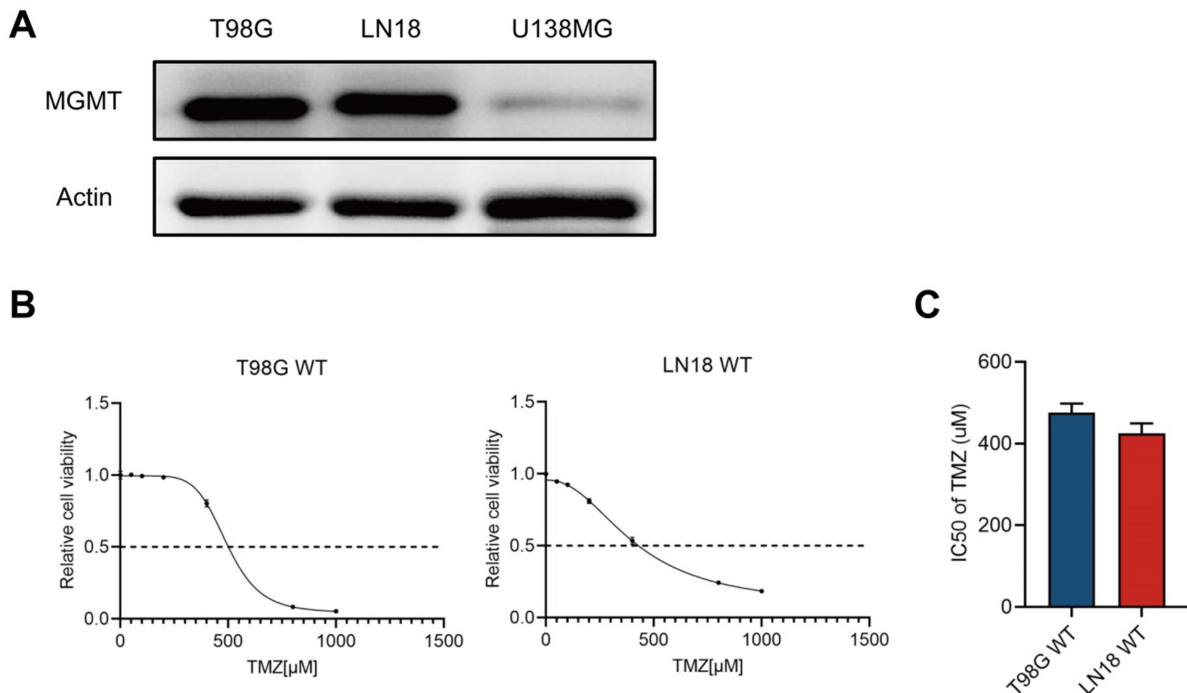 A
T98G LN18 U138MG
MGMT
Actin
B
C
T98G WT
LN18 WT
Relative cell viability
1.5
1.0
0.5
0.0
0 500 1000 1500
TMZ[µM]
Relative cell viability
1.5
1.0
0.5
0.0
0 500 1000 1500
TMZ[µM]
IC50 of TMZ (uM)
600
400
200
0
T98G WT
LN18 WT